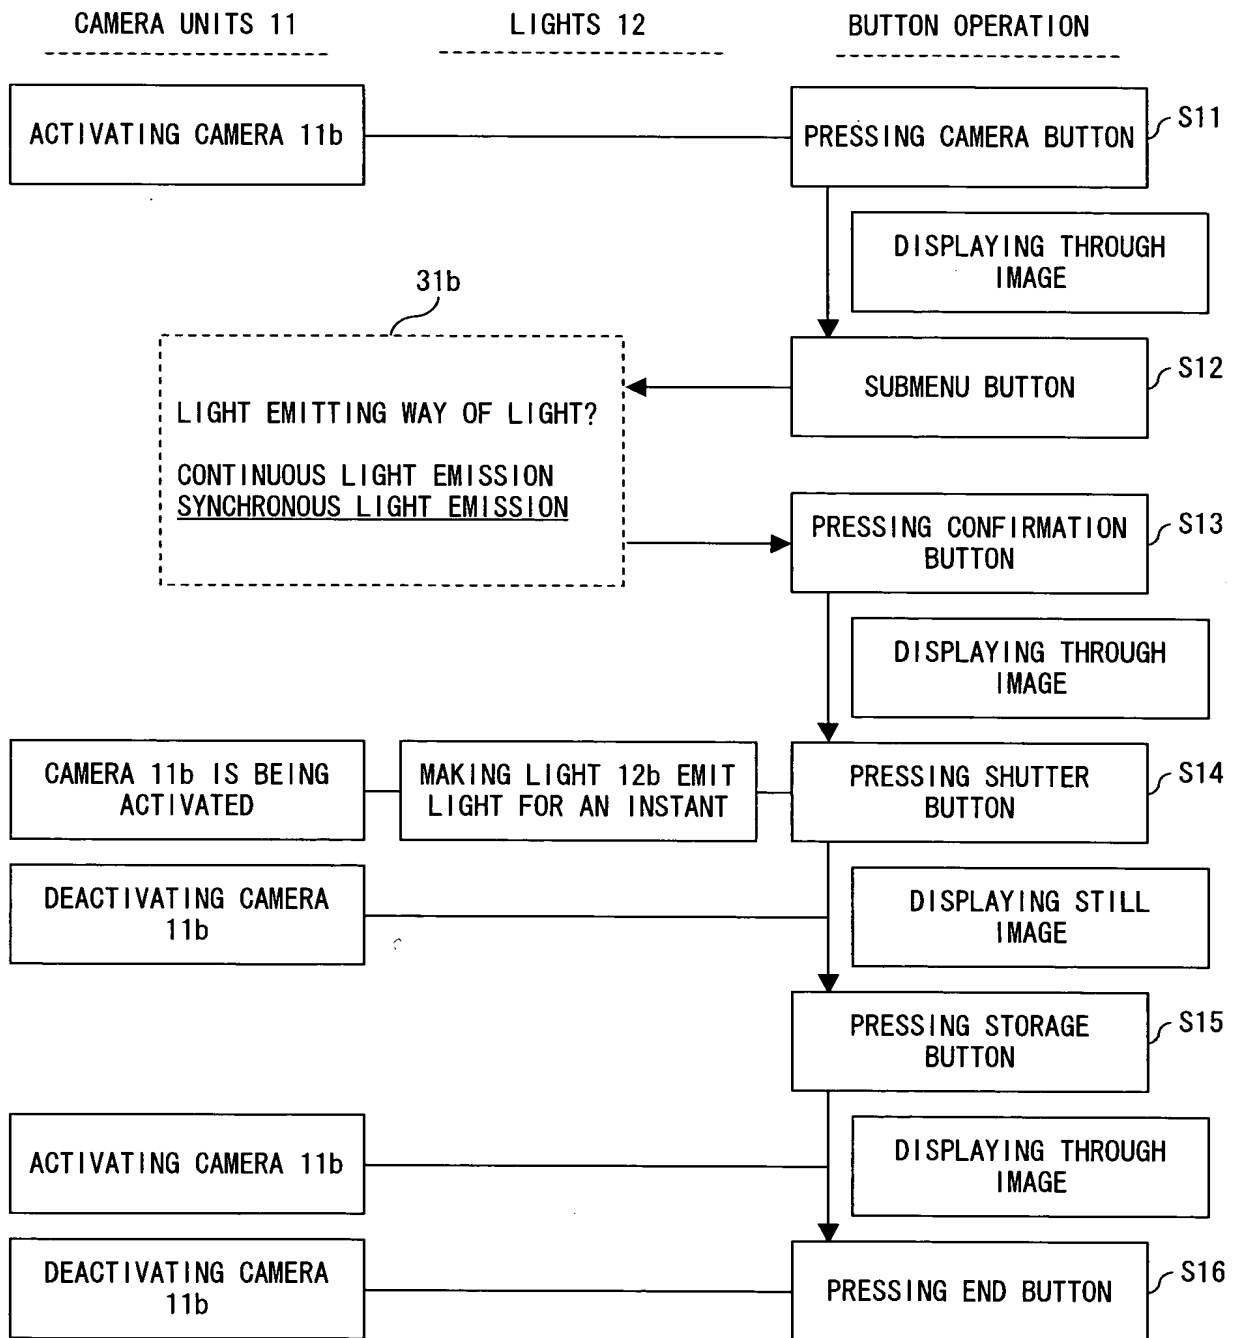 CAMERA UNITS 11
LIGHTS 12
BUTTON OPERATION
ACTIVATING CAMERA 11b
PRESSING CAMERA BUTTON
S11
DISPLAYING THROUGH
IMAGE
31b
SUBMENU BUTTON
S12
LIGHT EMITTING WAY OF LIGHT?
CONTINUOUS LIGHT EMISSION
SYNCHRONOUS LIGHT EMISSION
PRESSING CONFIRMATION
BUTTON
S13
DISPLAYING THROUGH
IMAGE
CAMERA 11b IS BEING
ACTIVATED
MAKING LIGHT 12b EMIT
LIGHT FOR AN INSTANT
PRESSING SHUTTER
BUTTON
S14
DEACTIVATING CAMERA
11b
DISPLAYING STILL
IMAGE
PRESSING STORAGE
BUTTON
S15
ACTIVATING CAMERA 11b
DISPLAYING THROUGH
IMAGE
DEACTIVATING CAMERA
11b
PRESSING END BUTTON
S16